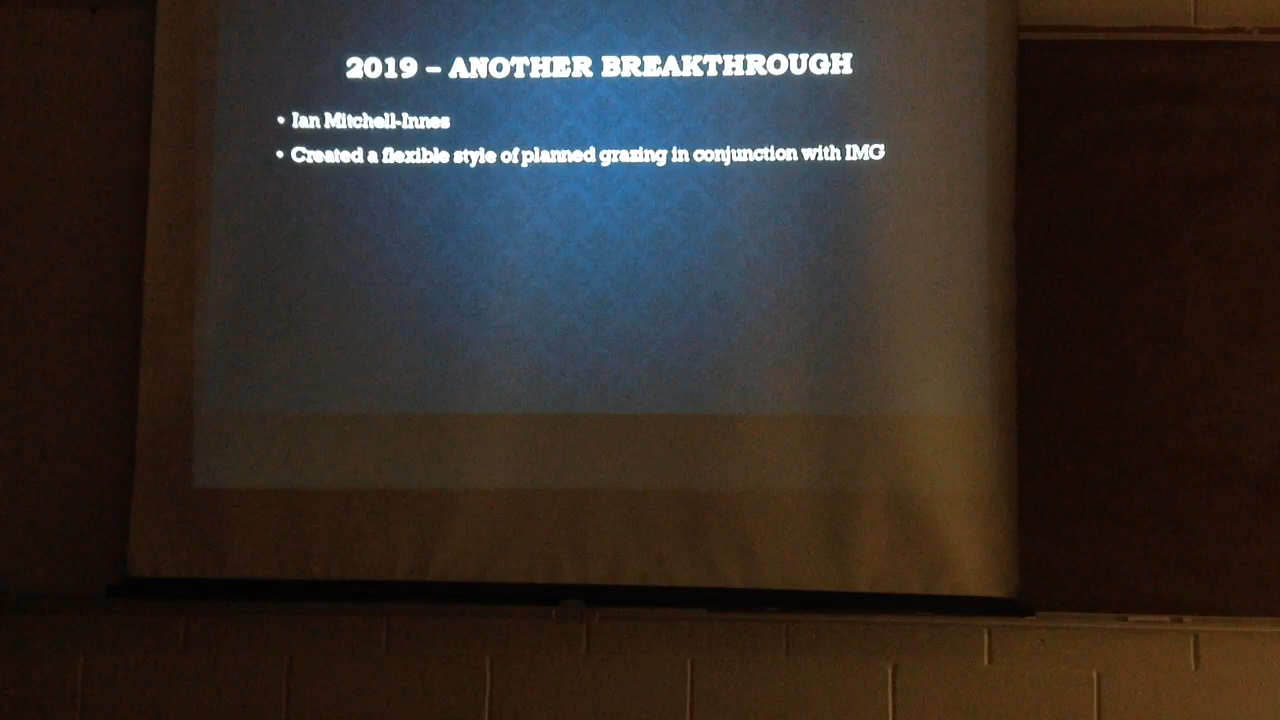 2019 – ANOTHER BREAKTHROUGH
• Ian Mitchell-Innes
• Created a flexible style of planned grazing in conjunction with IMG